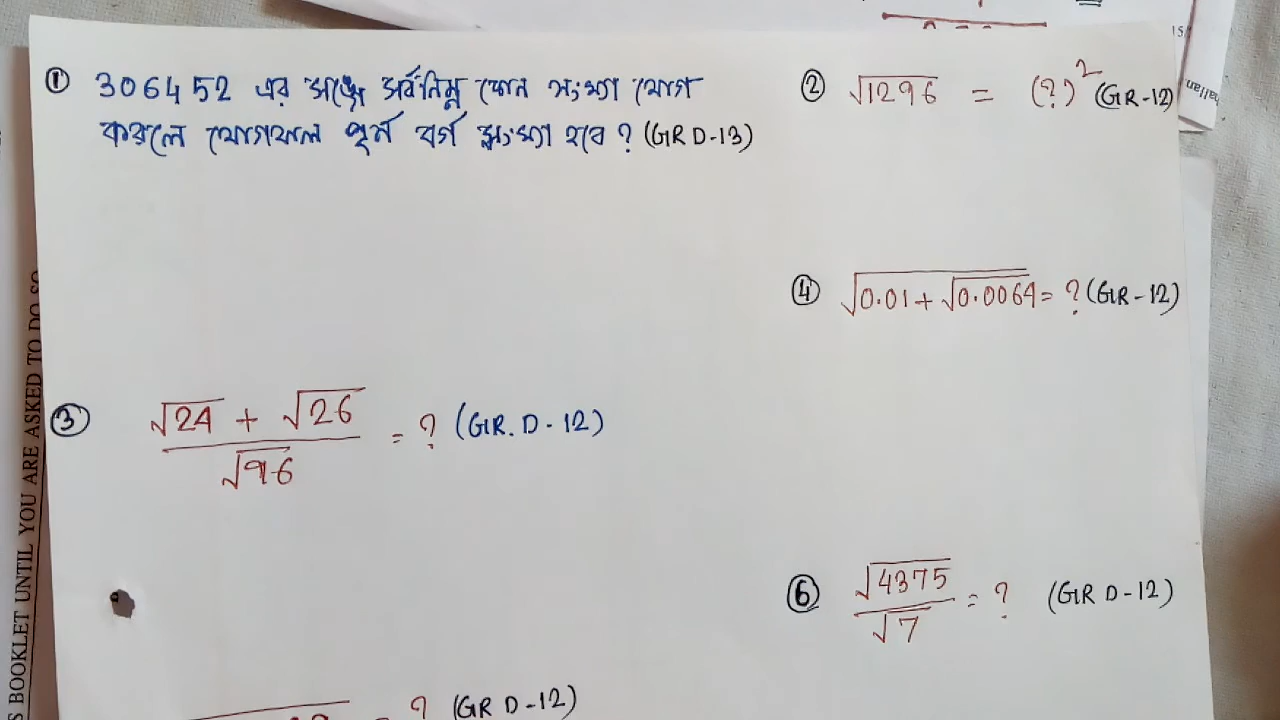 ① 306452 এর সঙ্গে সর্বনিম্ন কোন সংখ্যা যোগ
করলে যোগফল পূর্ন বর্গ সংখ্যা হবে ? (GR D-13)
② √1296 = (?)² (GR-12)
④ √0.01 + √0.0064 = ? (GR-12)
③ √24 + √26 / √96 = ? (GR. D-12)
⑥ √4375 / √7 = ? (GR D-12)
= ? (GR D-12)
S BOOKLET UNTIL YOU ARE ASKED TO DO SO